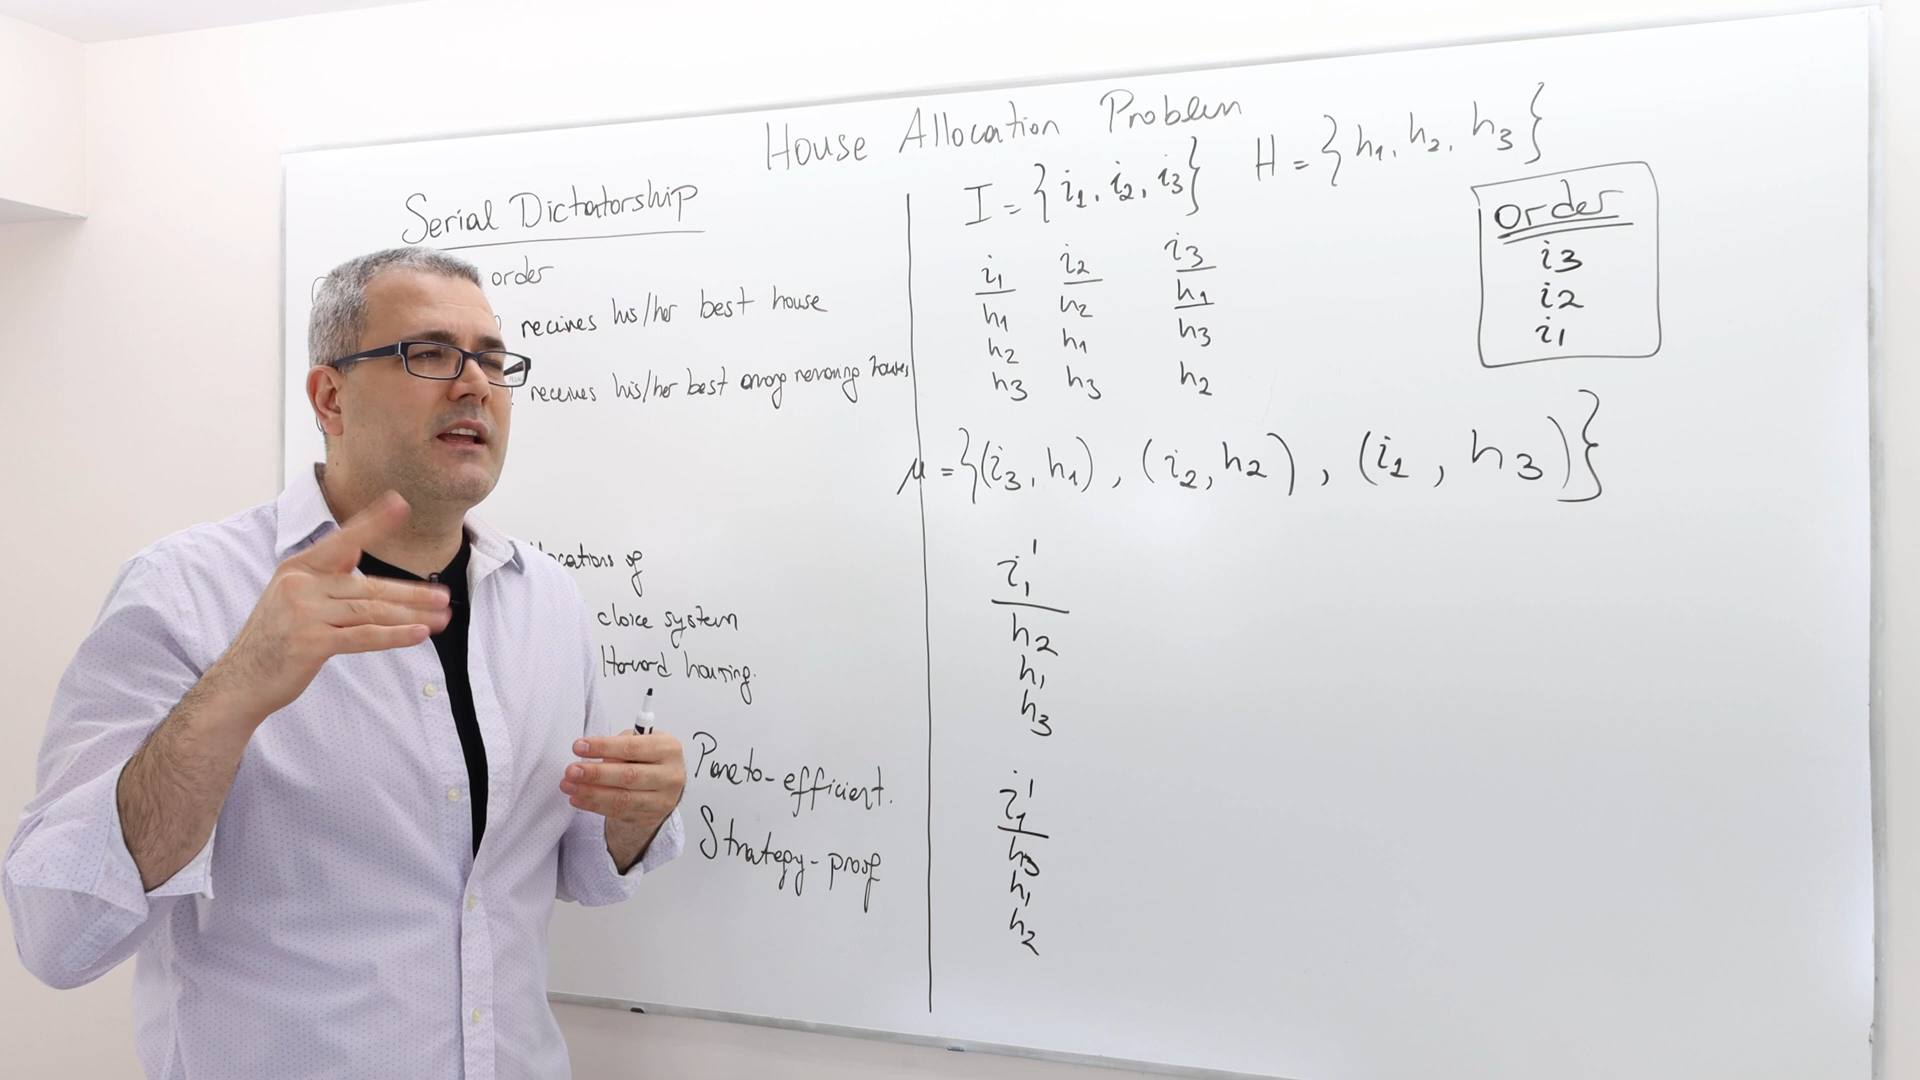 House Allocation Problem
Serial Dictatorship
order
receives his/her best house
receives his/her best among remaining houses
choice system
housing.
Pareto-efficient.
Strategy-proof
I = {i1, i2, i3}
H = {h1, h2, h3}
Order
i3
i2
i1
i1 i2 i3
h1 h2 h1
h2 h1 h3
h3 h3 h2
μ = {(i3, h1), (i2, h2), (i1, h3)}
i1'
h2
h1
h3
i1'
h3
h1
h2